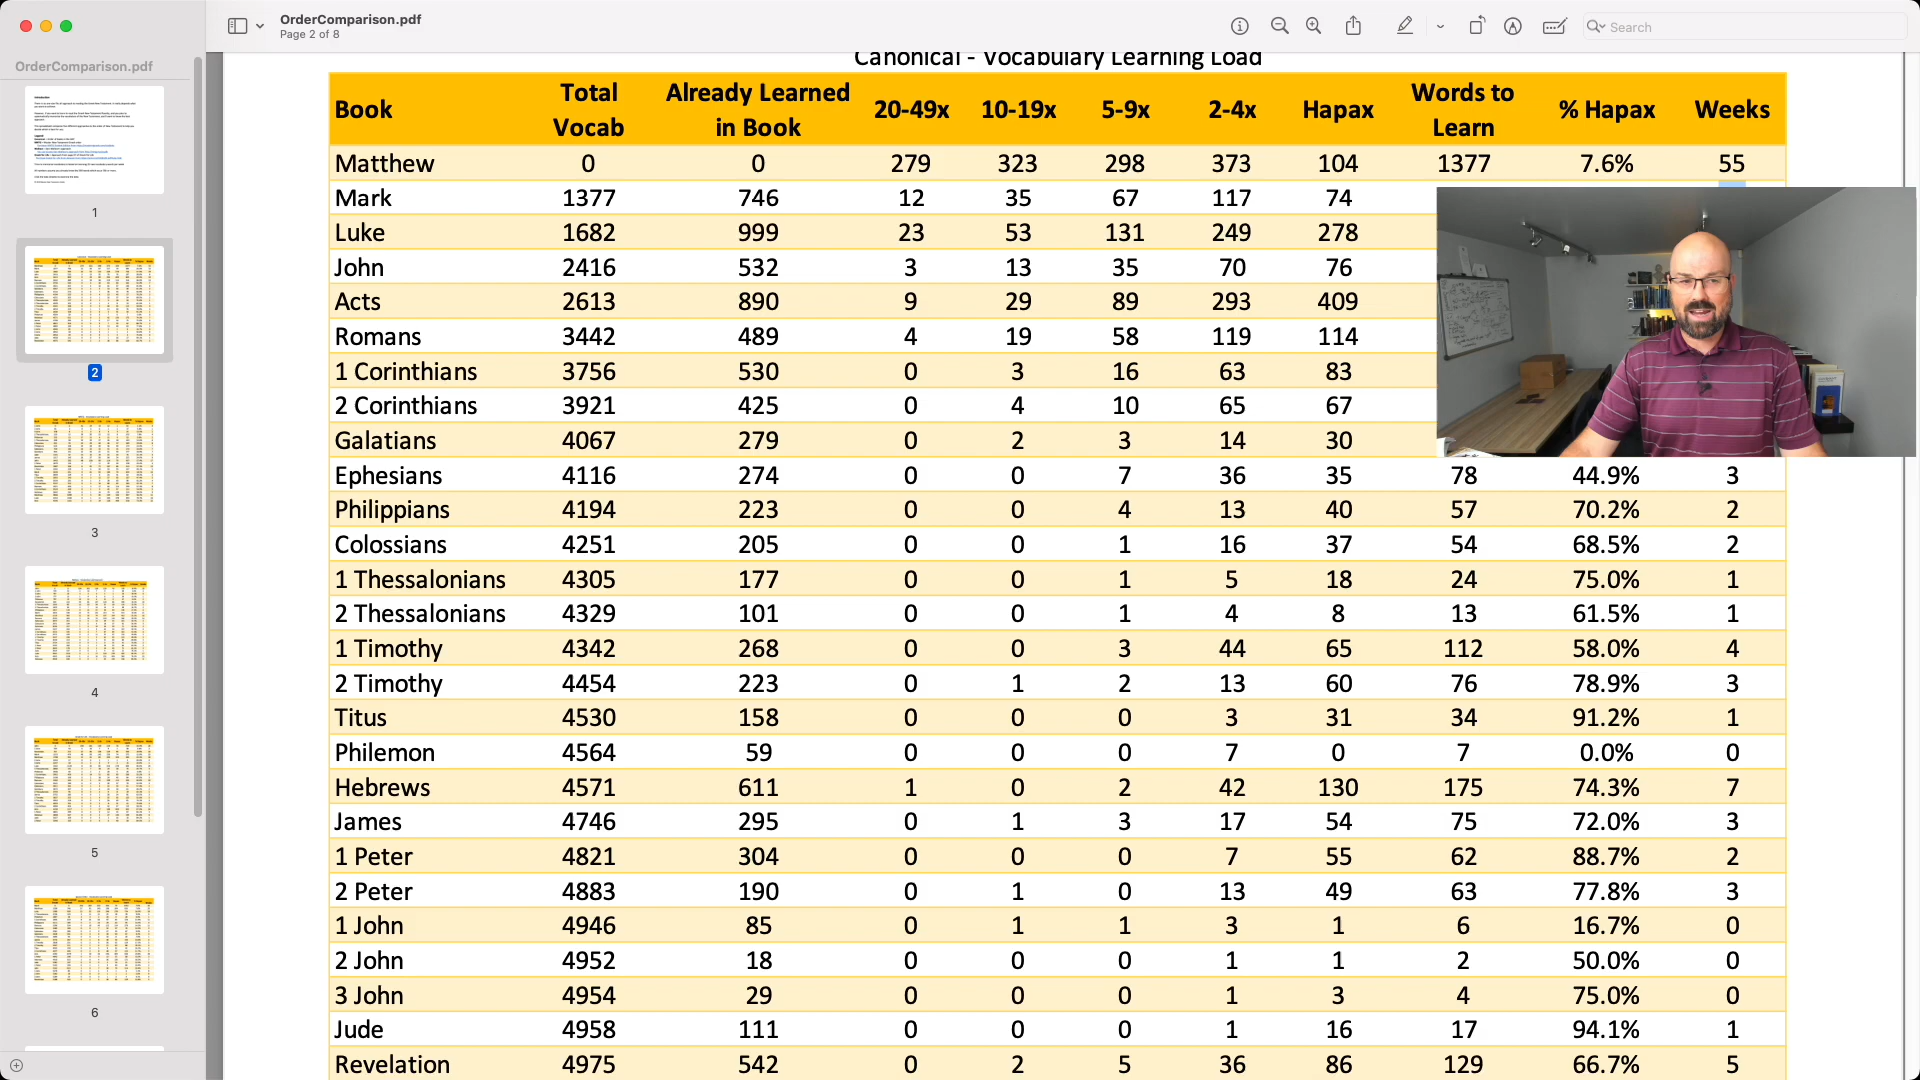 OrderComparison.pdf
Page 2 of 8
Search
OrderComparison.pdf
1
2
3
4
5
6
Canonical - Vocabulary Learning Load
Book Total Vocab Already Learned in Book 20-49x 10-19x 5-9x 2-4x Hapax Words to Learn % Hapax Weeks
Matthew 0 0 279 323 298 373 104 1377 7.6% 55
Mark 1377 746 12 35 67 117 74
Luke 1682 999 23 53 131 249 278
John 2416 532 3 13 35 70 76
Acts 2613 890 9 29 89 293 409
Romans 3442 489 4 19 58 119 114
1 Corinthians 3756 530 0 3 16 63 83
2 Corinthians 3921 425 0 4 10 65 67
Galatians 4067 279 0 2 3 14 30
Ephesians 4116 274 0 0 7 36 35 78 44.9% 3
Philippians 4194 223 0 0 4 13 40 57 70.2% 2
Colossians 4251 205 0 0 1 16 37 54 68.5% 2
1 Thessalonians 4305 177 0 0 1 5 18 24 75.0% 1
2 Thessalonians 4329 101 0 0 1 4 8 13 61.5% 1
1 Timothy 4342 268 0 0 3 44 65 112 58.0% 4
2 Timothy 4454 223 0 1 2 13 60 76 78.9% 3
Titus 4530 158 0 0 0 3 31 34 91.2% 1
Philemon 4564 59 0 0 0 7 0 7 0.0% 0
Hebrews 4571 611 1 0 2 42 130 175 74.3% 7
James 4746 295 0 1 3 17 54 75 72.0% 3
1 Peter 4821 304 0 0 0 7 55 62 88.7% 2
2 Peter 4883 190 0 1 0 13 49 63 77.8% 3
1 John 4946 85 0 1 1 3 1 6 16.7% 0
2 John 4952 18 0 0 0 1 1 2 50.0% 0
3 John 4954 29 0 0 0 1 3 4 75.0% 0
Jude 4958 111 0 0 0 1 16 17 94.1% 1
Revelation 4975 542 0 2 5 36 86 129 66.7% 5